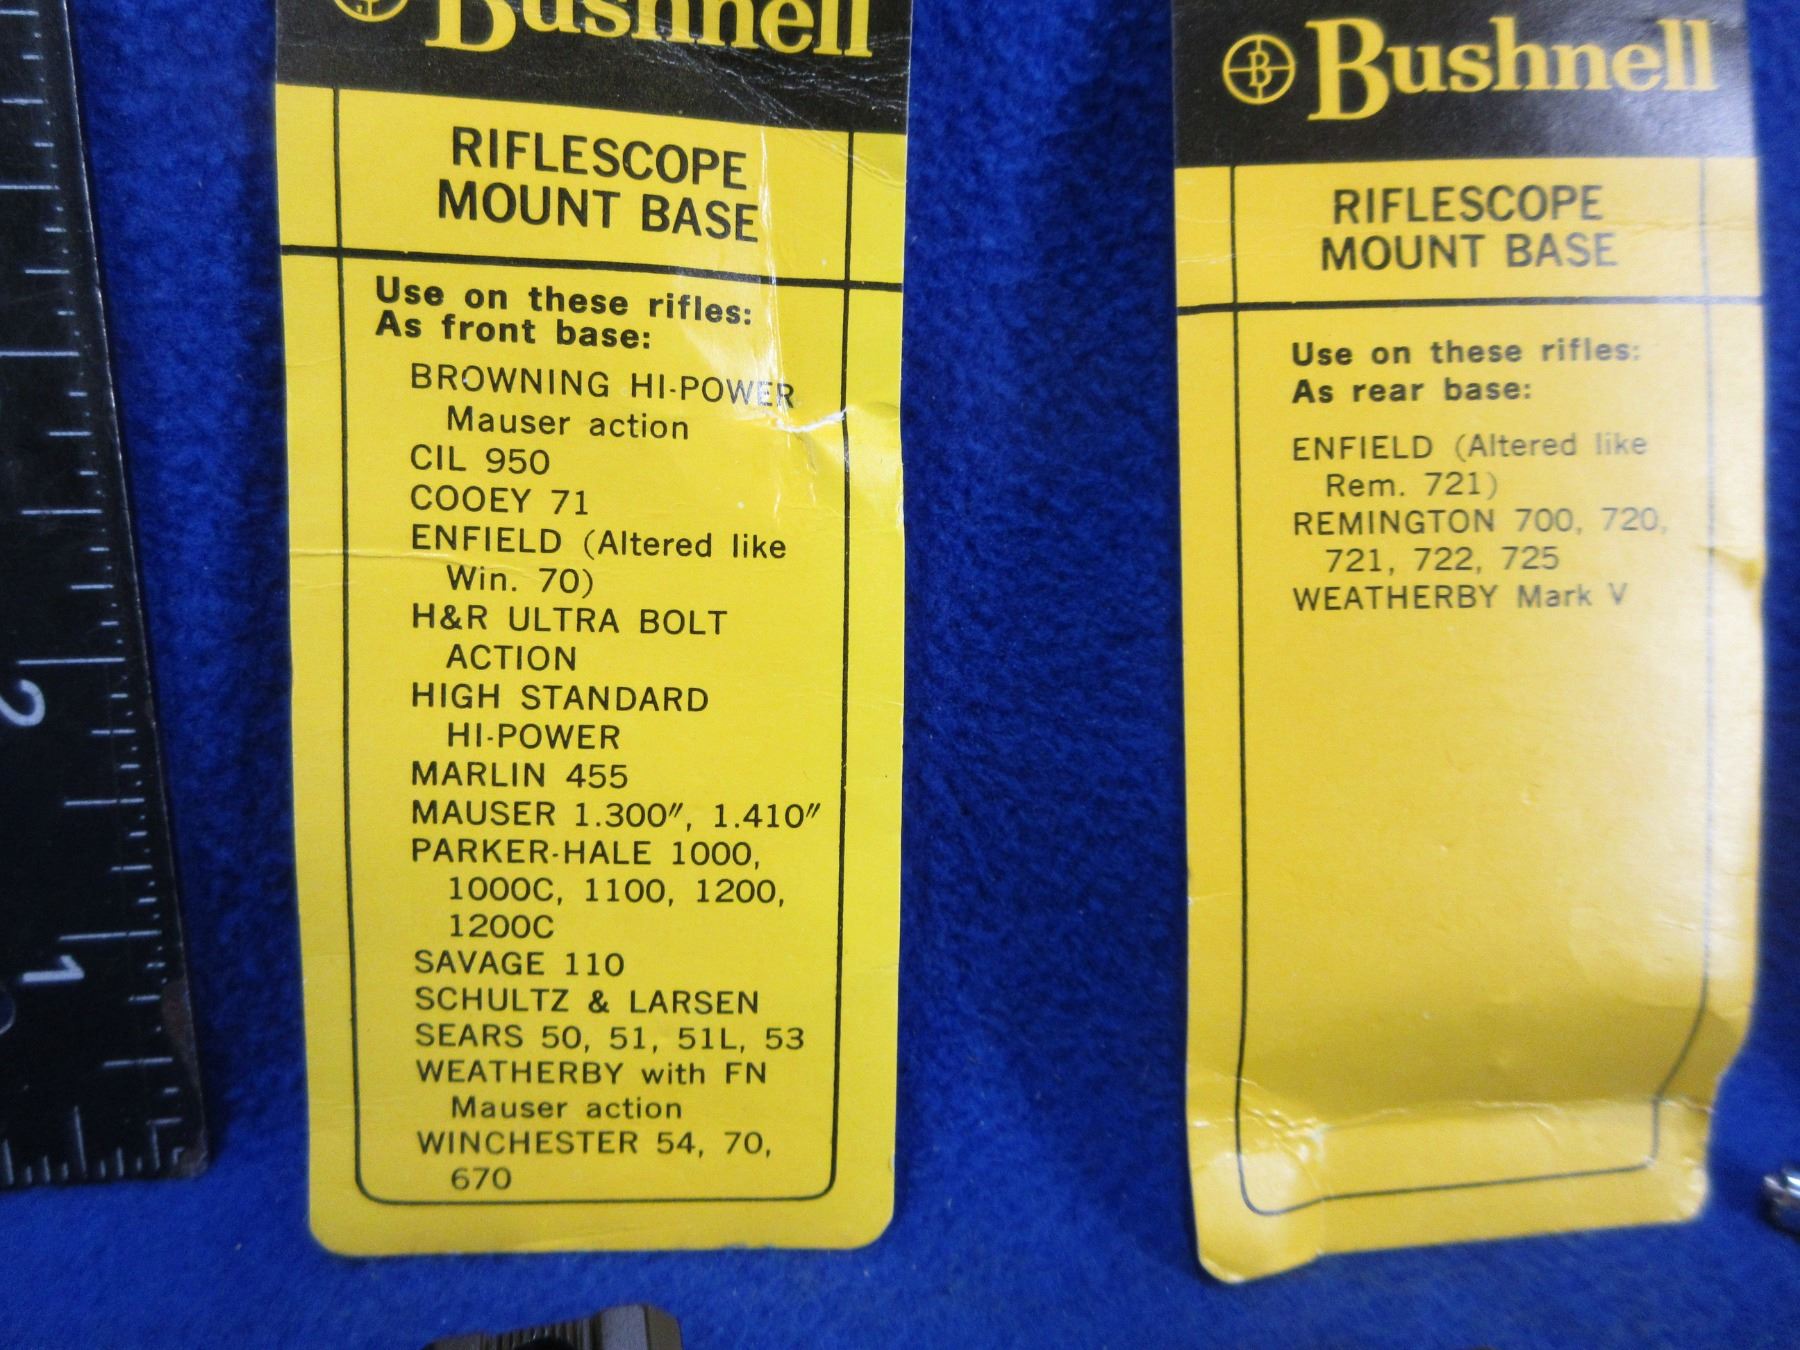 Bushnell
RIFLESCOPE
MOUNT BASE
Use on these rifles:
As front base:
BROWNING HI-POWER
Mauser action
CIL 950
COOEY 71
ENFIELD (Altered like
Win. 70)
H&R ULTRA BOLT
ACTION
HIGH STANDARD
HI-POWER
MARLIN 455
MAUSER 1.300″, 1.410″
PARKER-HALE 1000,
1000C, 1100, 1200,
1200C
SAVAGE 110
SCHULTZ & LARSEN
SEARS 50, 51, 51L, 53
WEATHERBY with FN
Mauser action
WINCHESTER 54, 70,
670
B Bushnell
RIFLESCOPE
MOUNT BASE
Use on these rifles:
As rear base:
ENFIELD (Altered like
Rem. 721)
REMINGTON 700, 720,
721, 722, 725
WEATHERBY Mark V
2
1